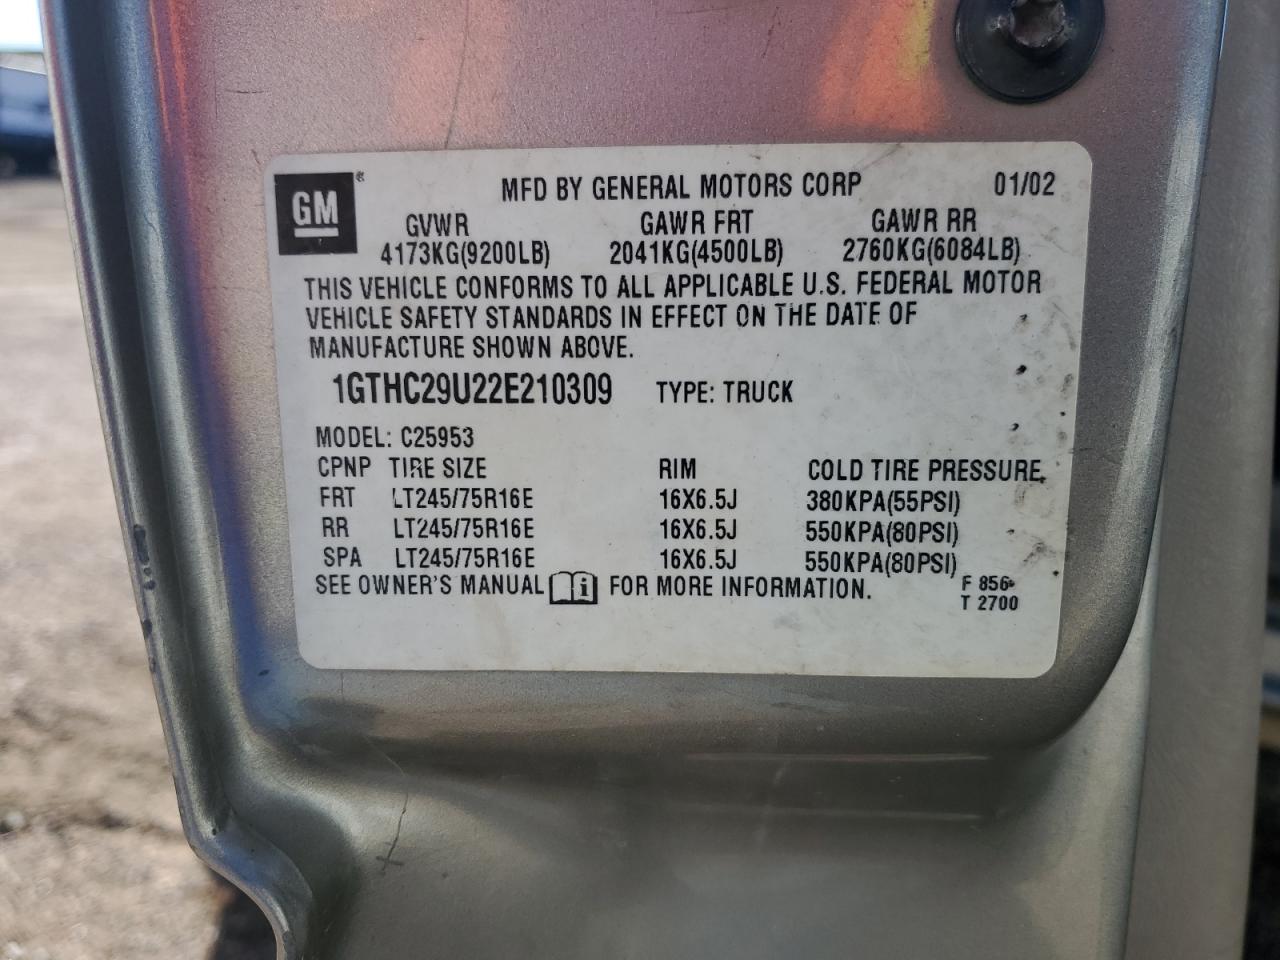 GM® MFD BY GENERAL MOTORS CORP 01/02
GVWR GAWR FRT GAWR RR
4173KG(9200LB) 2041KG(4500LB) 2760KG(6084LB)
THIS VEHICLE CONFORMS TO ALL APPLICABLE U.S. FEDERAL MOTOR
VEHICLE SAFETY STANDARDS IN EFFECT ON THE DATE OF
MANUFACTURE SHOWN ABOVE.
1GTHC29U22E210309 TYPE: TRUCK
MODEL: C25953
CPNP TIRE SIZE RIM COLD TIRE PRESSURE
FRT LT245/75R16E 16X6.5J 380KPA(55PSI)
RR LT245/75R16E 16X6.5J 550KPA(80PSI)
SPA LT245/75R16E 16X6.5J 550KPA(80PSI)
SEE OWNER'S MANUAL i FOR MORE INFORMATION. F 856
T 2700